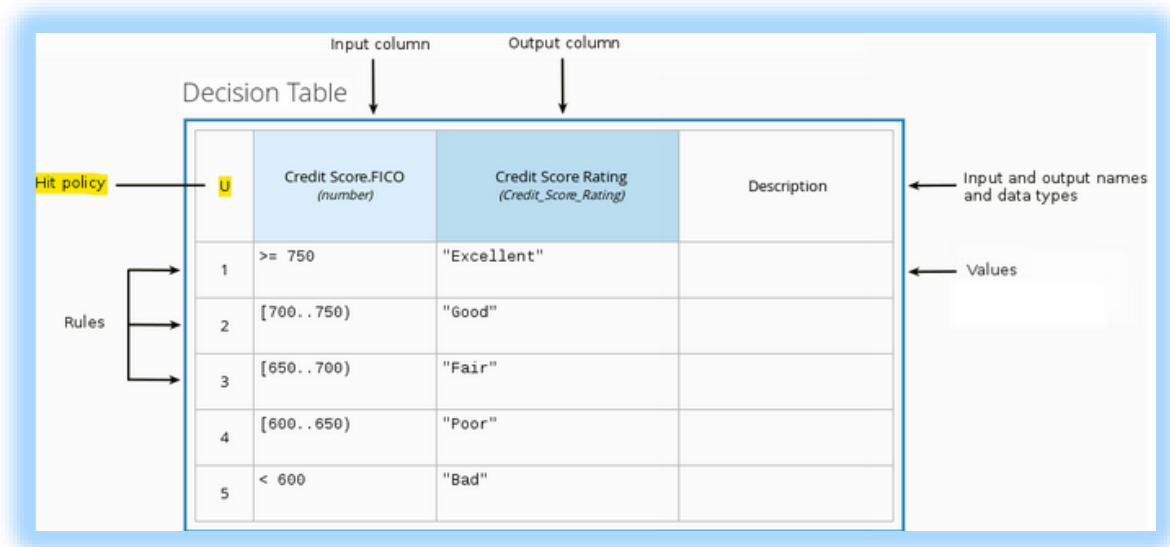 Input column
Output column
Decision Table
Hit policy
U
Credit Score.FICO
(number)
Credit Score Rating
(Credit_Score_Rating)
Description
Input and output names
and data types
1
>= 750
"Excellent"
Values
Rules
2
[700..750)
"Good"
3
[650..700)
"Fair"
4
[600..650)
"Poor"
5
< 600
"Bad"